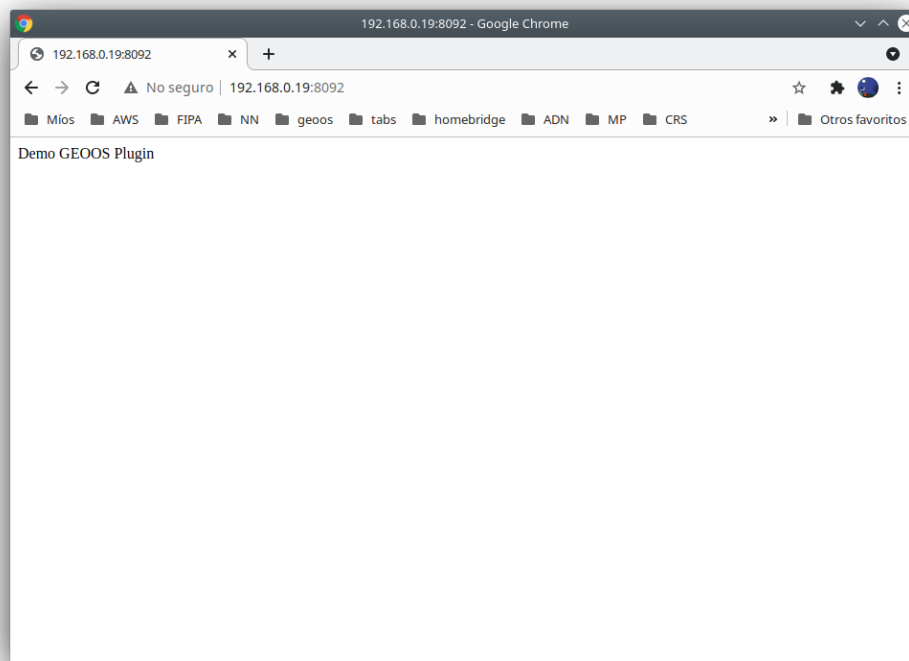 192.168.0.19:8092 - Google Chrome
192.168.0.19:8092
No seguro 192.168.0.19:8092
Míos AWS FIPA NN geoos tabs homebridge ADN MP CRS » Otros favoritos
Demo GEOOS Plugin